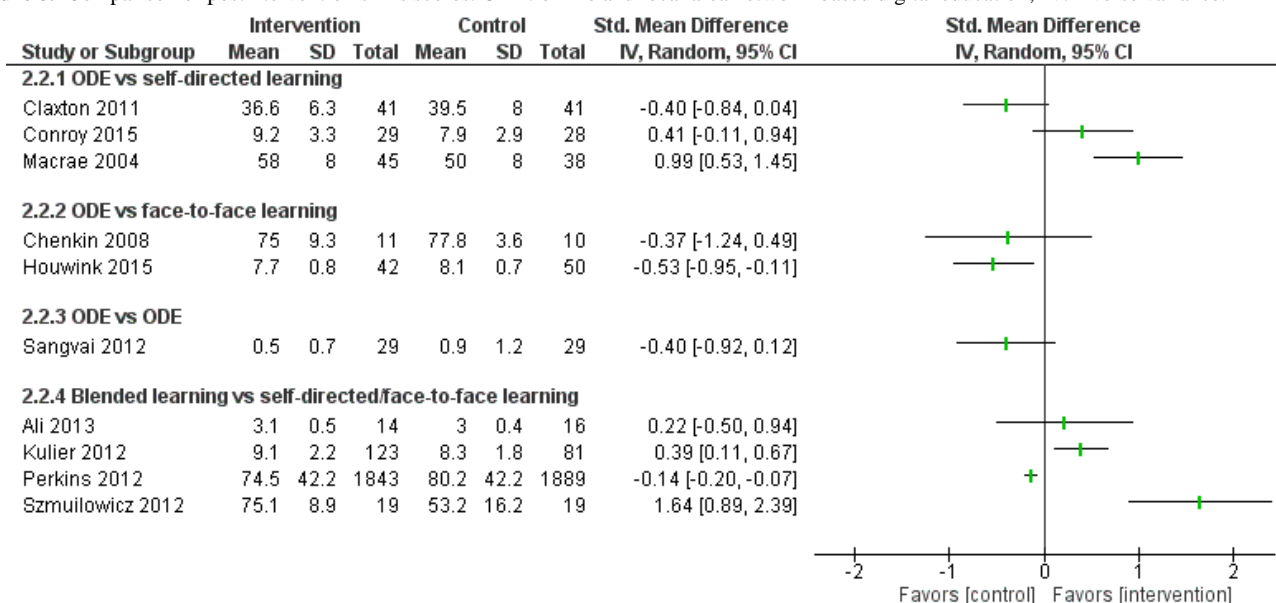 Intervention Control Std. Mean Difference Std. Mean Difference
Study or Subgroup Mean SD Total Mean SD Total IV, Random, 95% CI IV, Random, 95% CI
2.2.1 ODE vs self-directed learning
Claxton 2011 36.6 6.3 41 39.5 8 41 -0.40 [-0.84, 0.04]
Conroy 2015 9.2 3.3 29 7.9 2.9 28 0.41 [-0.11, 0.94]
Macrae 2004 58 8 45 50 8 38 0.99 [0.53, 1.45]
2.2.2 ODE vs face-to-face learning
Chenkin 2008 75 9.3 11 77.8 3.6 10 -0.37 [-1.24, 0.49]
Houwink 2015 7.7 0.8 42 8.1 0.7 50 -0.53 [-0.95, -0.11]
2.2.3 ODE vs ODE
Sangvai 2012 0.5 0.7 29 0.9 1.2 29 -0.40 [-0.92, 0.12]
2.2.4 Blended learning vs self-directed/face-to-face learning
Ali 2013 3.1 0.5 14 3 0.4 16 0.22 [-0.50, 0.94]
Kulier 2012 9.1 2.2 123 8.3 1.8 81 0.39 [0.11, 0.67]
Perkins 2012 74.5 42.2 1843 80.2 42.2 1889 -0.14 [-0.20, -0.07]
Szmuilowicz 2012 75.1 8.9 19 53.2 16.2 19 1.64 [0.89, 2.39]
-2 -1 0 1 2
Favors [control] Favors [intervention]